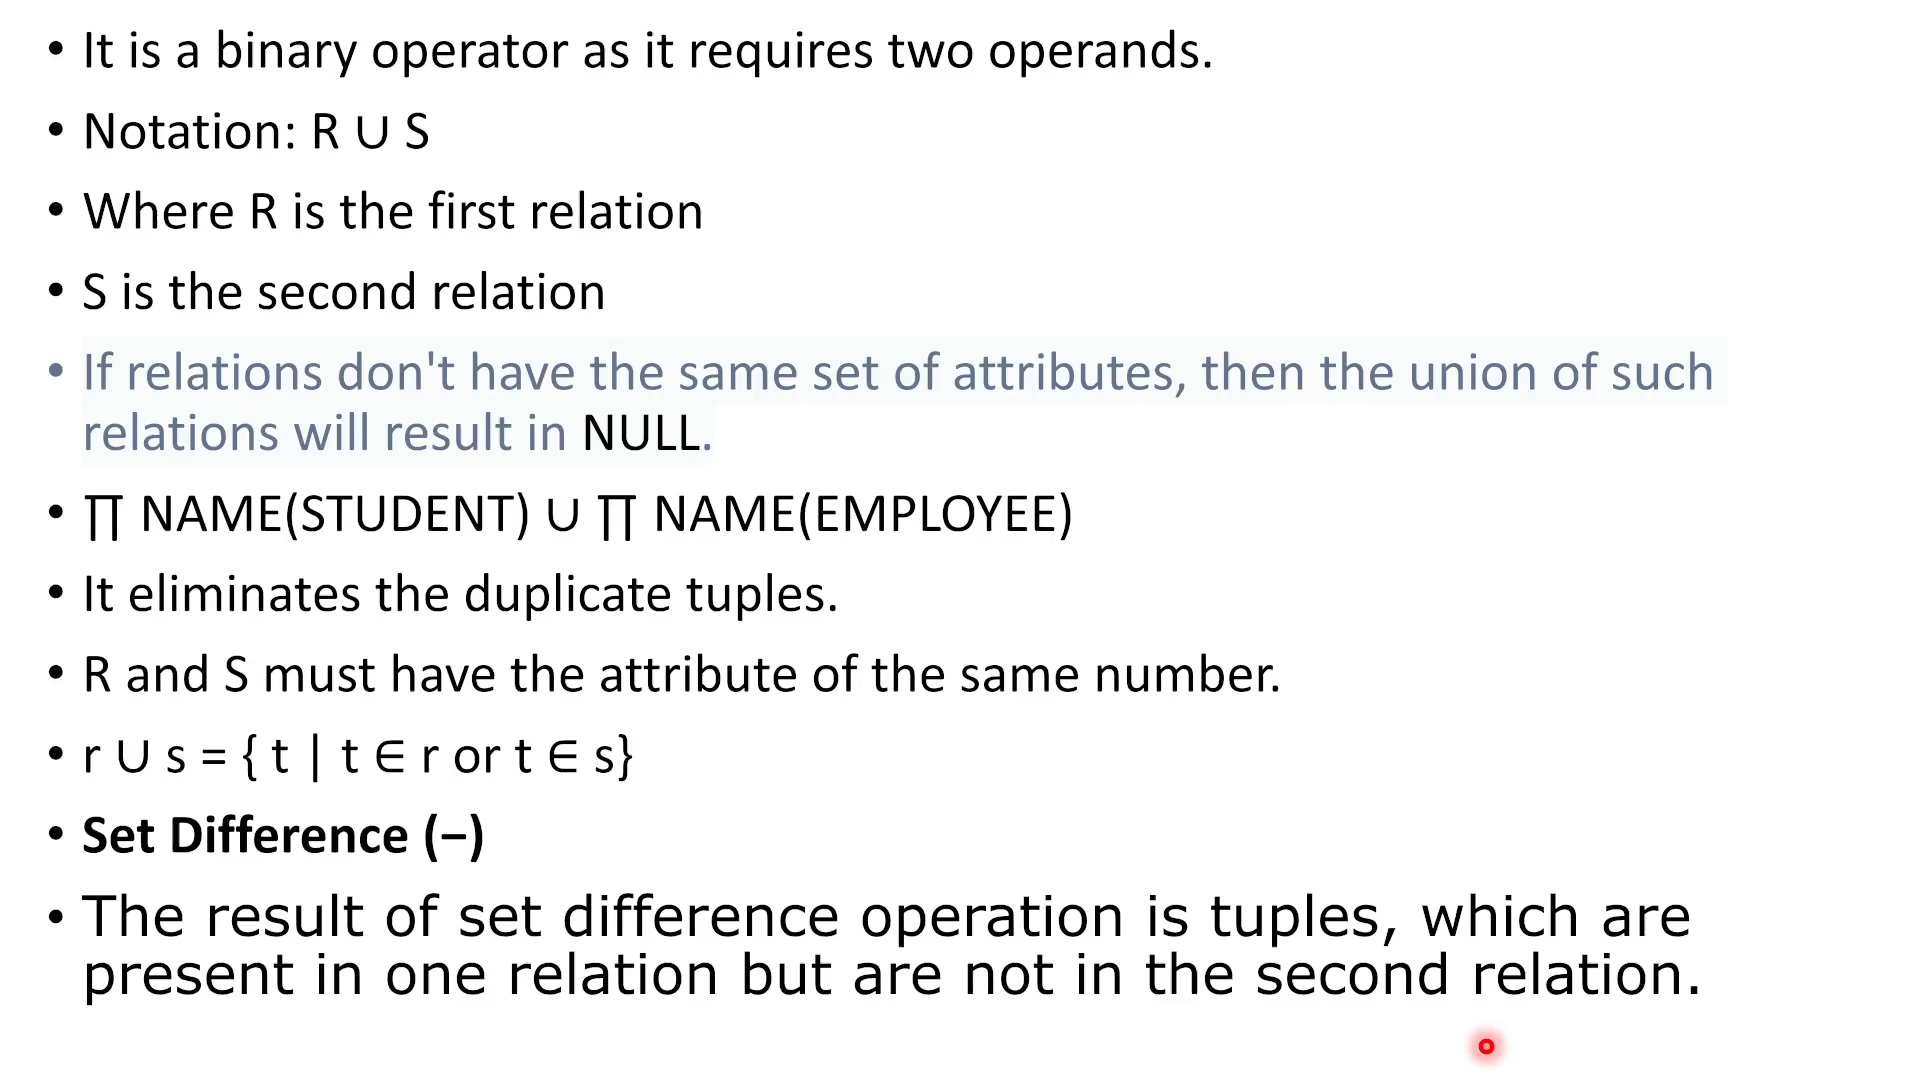 • It is a binary operator as it requires two operands.
• Notation: R ∪ S
• Where R is the first relation
• S is the second relation
• If relations don't have the same set of attributes, then the union of such
relations will result in NULL.
• ∏ NAME(STUDENT) ∪ ∏ NAME(EMPLOYEE)
• It eliminates the duplicate tuples.
• R and S must have the attribute of the same number.
• r ∪ s = { t | t ∈ r or t ∈ s}
• Set Difference (−)
• The result of set difference operation is tuples, which are
present in one relation but are not in the second relation.